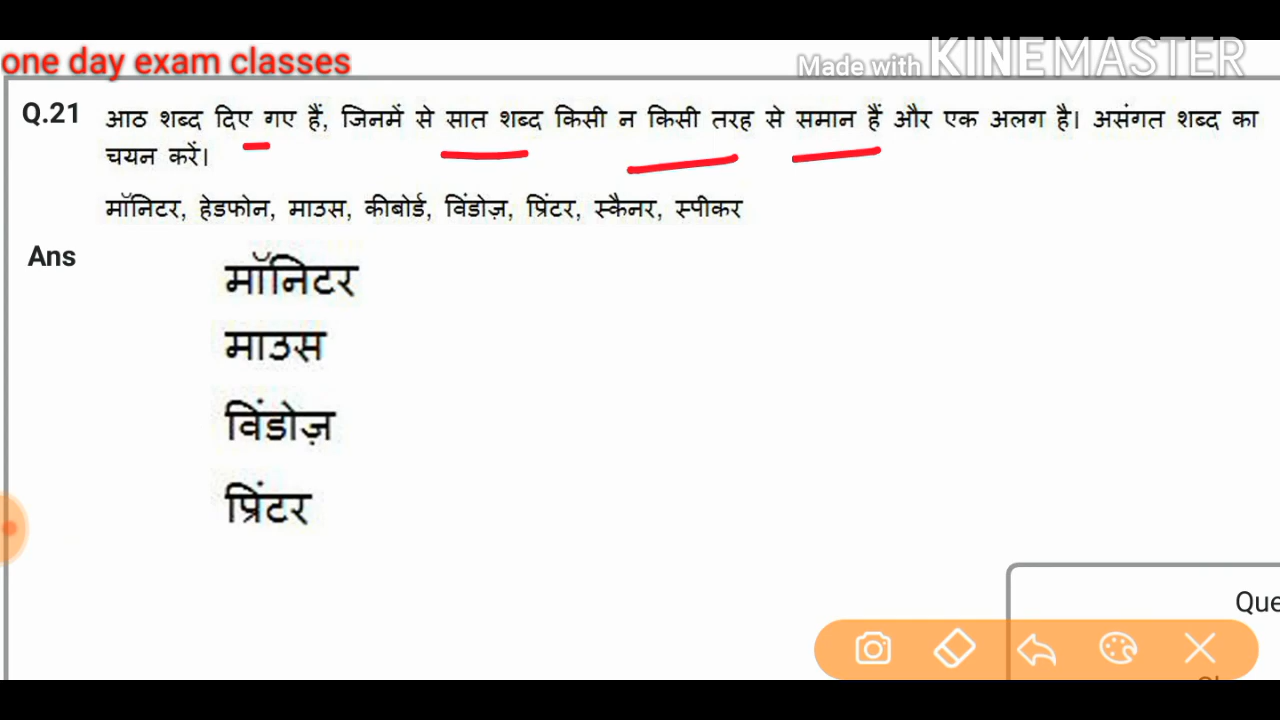 one day exam classes
Made with KINEMASTER
Q.21 आठ शब्द दिए गए हैं, जिनमें से सात शब्द किसी न किसी तरह से समान हैं और एक अलग है। असंगत शब्द का
चयन करें।
मॉनिटर, हेडफोन, माउस, कीबोर्ड, विंडोज़, प्रिंटर, स्कैनर, स्पीकर
Ans
मॉनिटर
माउस
विंडोज़
प्रिंटर
Que